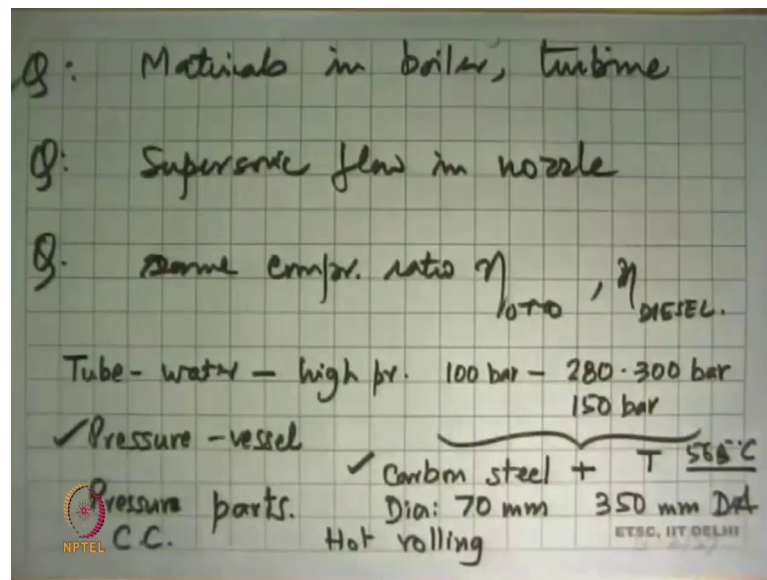 Q: Materials in boiler, turbine
Q: Supersonic flow in nozzle
Q. same compr. ratio η OTTO , η DIESEL.
Tube - water - high pr. 100 bar - 280 - 300 bar
150 bar
✓ Pressure - vessel
✓ Carbon steel + T 565°C
Pressure parts. Dia: 70 mm 350 mm DIA
NPTEL C.C. Hot rolling ETSC, IIT DELHI